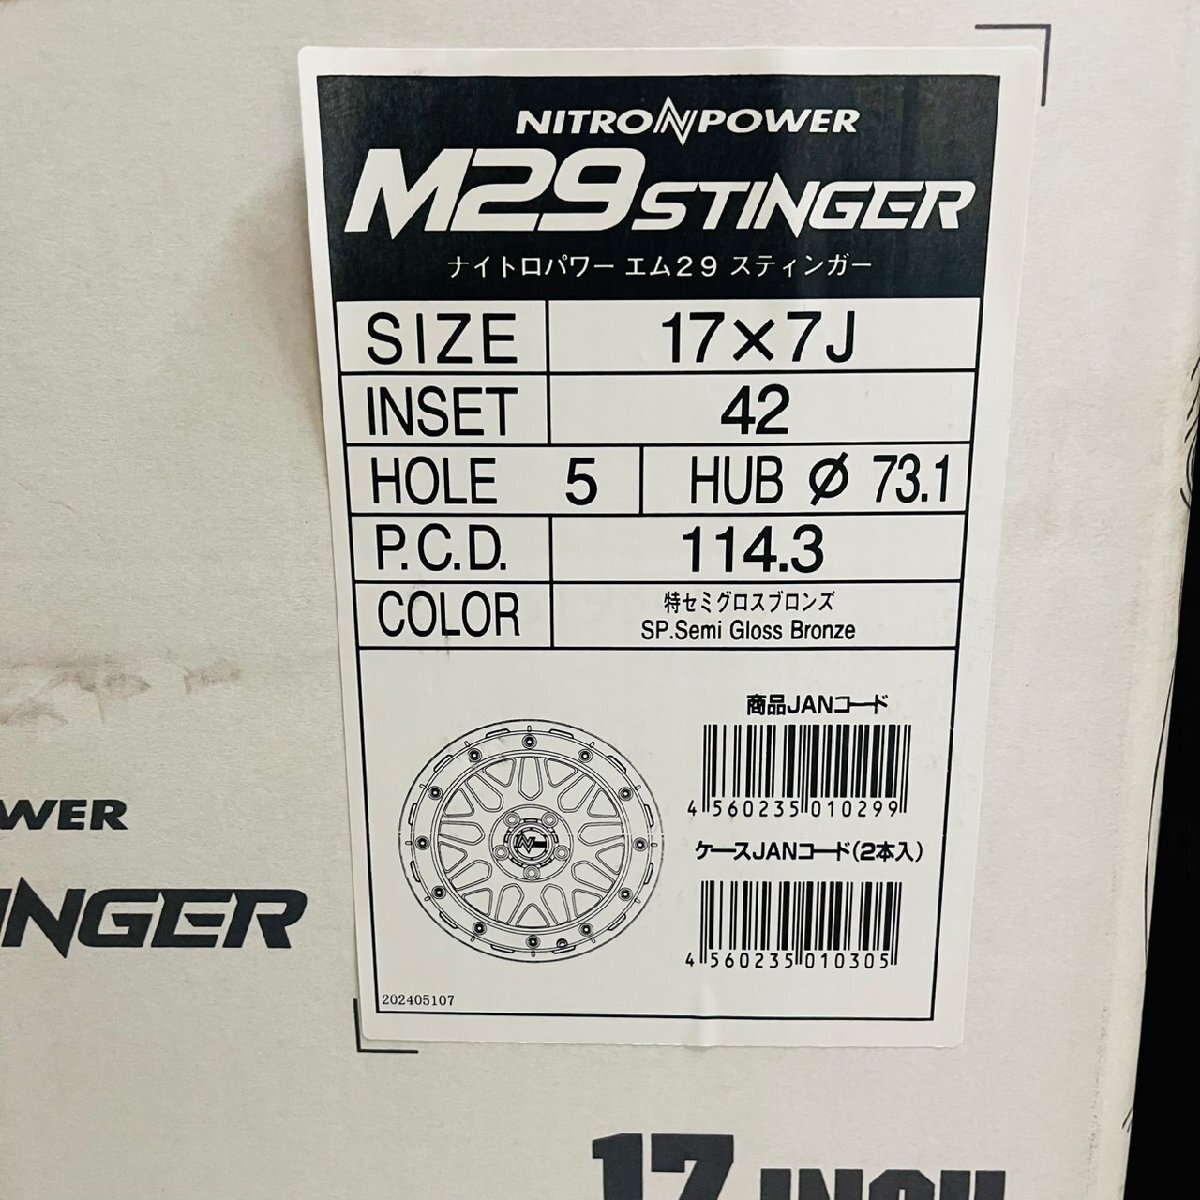 NITRO POWER
M29 STINGER
ナイトロパワー エム29 スティンガー
SIZE 17×7J
INSET 42
HOLE 5 HUB Ø 73.1
P.C.D. 114.3
COLOR 特セミグロスブロンズ
SP.Semi Gloss Bronze
商品JANコード
4 560235 010299
ケースJANコード(2本入)
4 560235 010305
202405107
WER
INGER
17 INCH